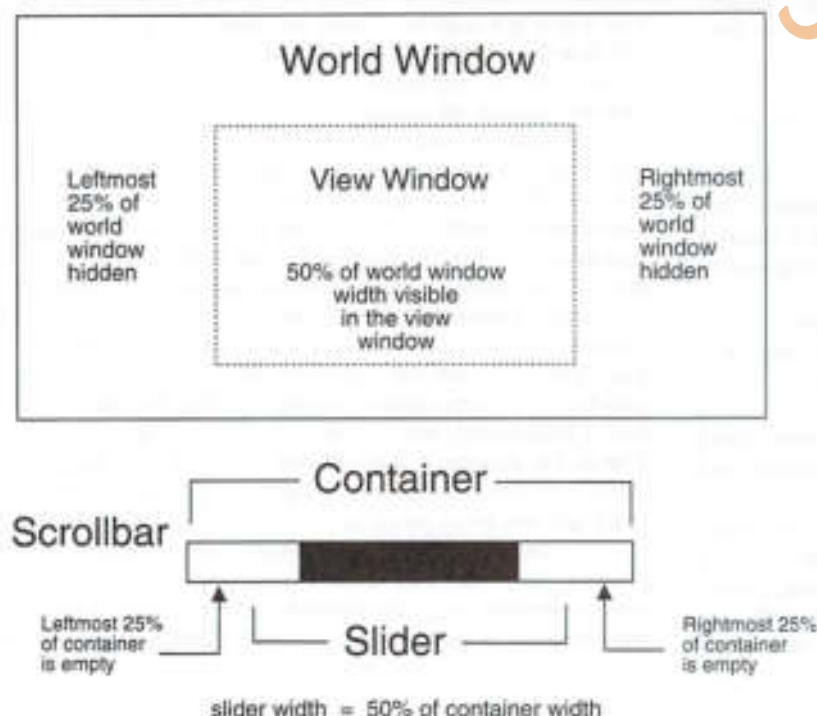 World Window
View Window
Leftmost
25% of
world
window
hidden
50% of world window
width visible
in the view
window
Rightmost
25% of
world
window
hidden
Container
Scrollbar
Leftmost 25%
of container
is empty
Slider
Rightmost 25%
of container
is empty
slider width = 50% of container width